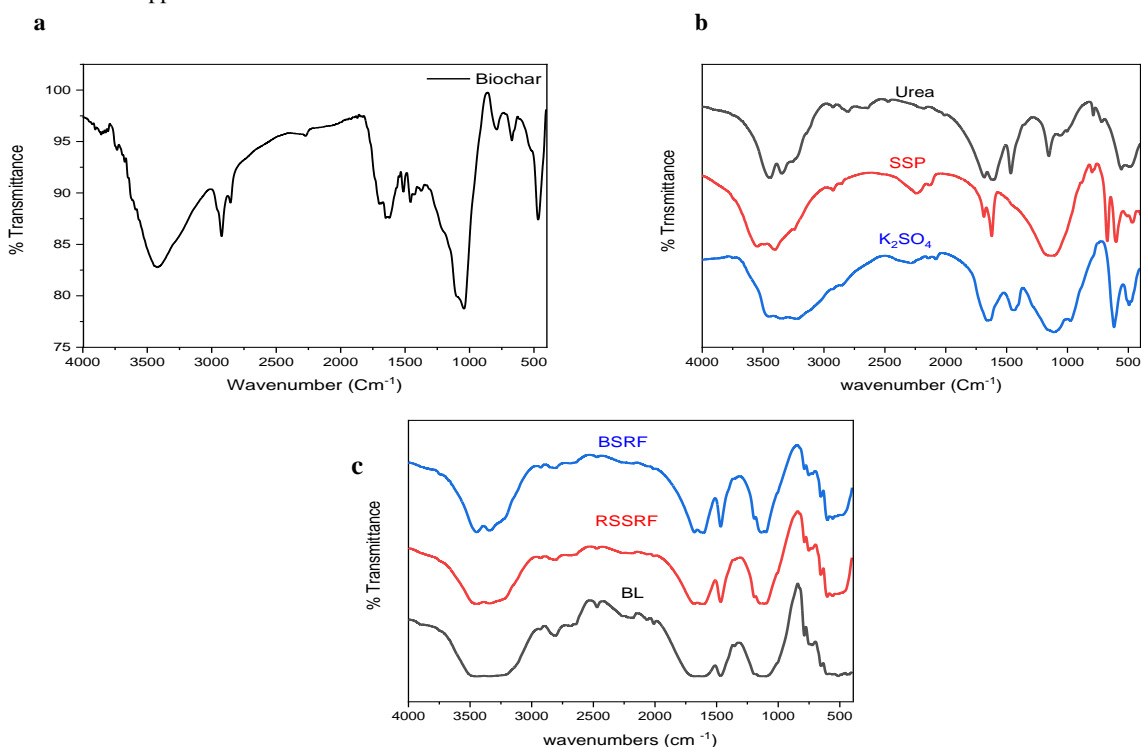 a
b
% Transmittance
100
95
90
85
80
75
Biochar
4000 3500 3000 2500 2000 1500 1000 500
Wavenumber (Cm⁻¹)
% Trnsmittance
Urea
SSP
K₂SO₄
4000 3500 3000 2500 2000 1500 1000 500
wavenumber (Cm⁻¹)
c
% Transmittance
BSRF
RSSRF
BL
4000 3500 3000 2500 2000 1500 1000 500
wavenumbers (cm ⁻¹)